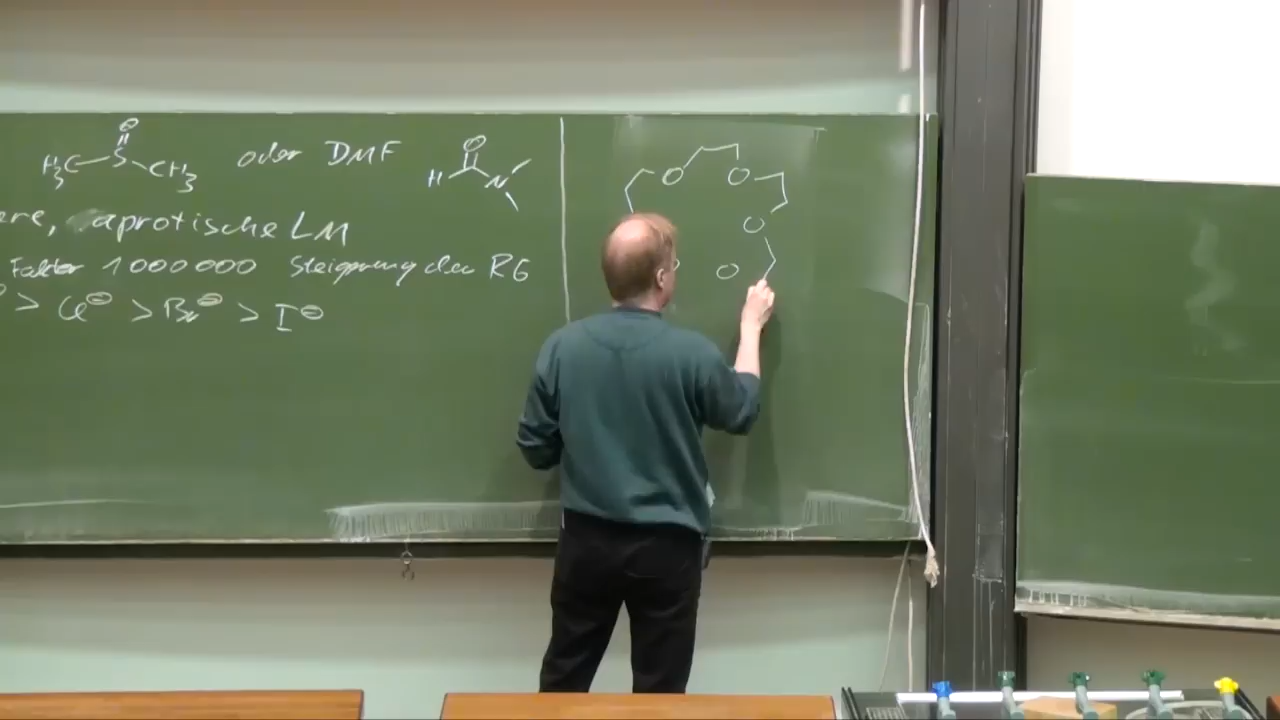 O
H3C S CH3 oder DMF H O N
ere, aprotische LM
Faktor 1000000 Steigerung der RG
> Cl⊖ > Br⊖ > I⊖
O O
O
O